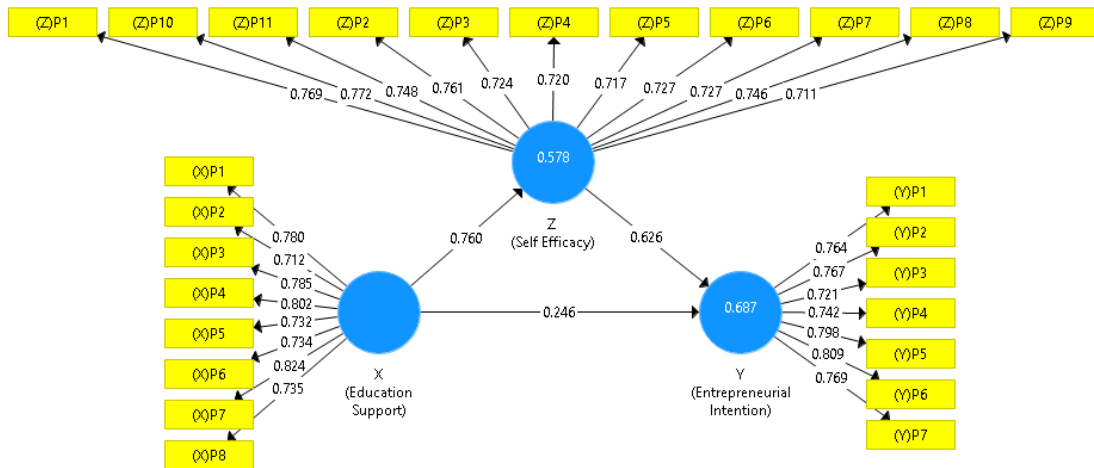 (Z)P1 (Z)P10 (Z)P11 (Z)P2 (Z)P3 (Z)P4 (Z)P5 (Z)P6 (Z)P7 (Z)P8 (Z)P9
0.769 0.772 0.748 0.761 0.724 0.720 0.717 0.727 0.727 0.746 0.711
0.578
Z
(Self Efficacy)
(X)P1
(X)P2
(X)P3
(X)P4
(X)P5
(X)P6
(X)P7
(X)P8
0.780
0.712
0.785
0.802
0.732
0.734
0.824
0.735
X
(Education
Support)
0.760
0.626
0.246
0.687
Y
(Entrepreneurial
Intention)
0.764
0.767
0.721
0.742
0.798
0.809
0.769
(Y)P1
(Y)P2
(Y)P3
(Y)P4
(Y)P5
(Y)P6
(Y)P7